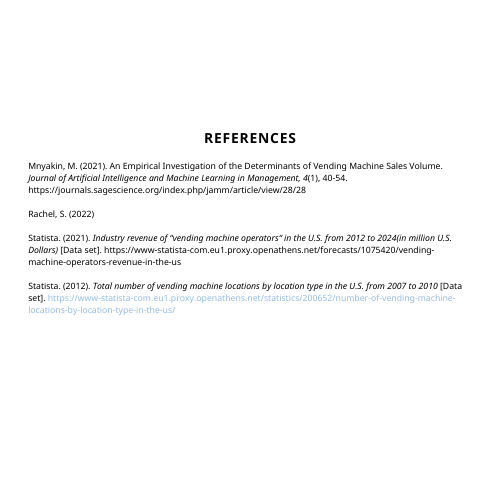 REFERENCES
Mnyakin, M. (2021). An Empirical Investigation of the Determinants of Vending Machine Sales Volume.
Journal of Artificial Intelligence and Machine Learning in Management, 4(1), 40-54.
https://journals.sagescience.org/index.php/jamm/article/view/28/28
Rachel, S. (2022)
Statista. (2021). Industry revenue of “vending machine operators“ in the U.S. from 2012 to 2024(in million U.S.
Dollars) [Data set]. https://www-statista-com.eu1.proxy.openathens.net/forecasts/1075420/vending-
machine-operators-revenue-in-the-us
Statista. (2012). Total number of vending machine locations by location type in the U.S. from 2007 to 2010 [Data
set]. https://www-statista-com.eu1.proxy.openathens.net/statistics/200652/number-of-vending-machine-
locations-by-location-type-in-the-us/